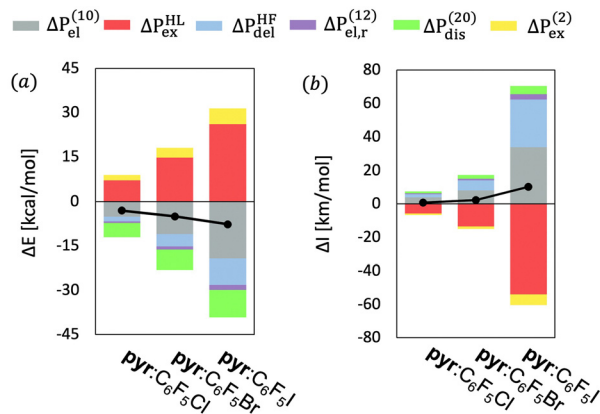 ΔP_el^(10) ΔP_ex^HL ΔP_del^HF ΔP_el,r^(12) ΔP_dis^(20) ΔP_ex^(2)
(a)
ΔE [kcal/mol]
45
30
15
0
-15
-30
-45
pyr:C₆F₅Cl
pyr:C₆F₅Br
pyr:C₆F₅I
(b)
ΔI [km/mol]
80
60
40
20
0
-20
-40
-60
-80
pyr:C₆F₅Cl
pyr:C₆F₅Br
pyr:C₆F₅I